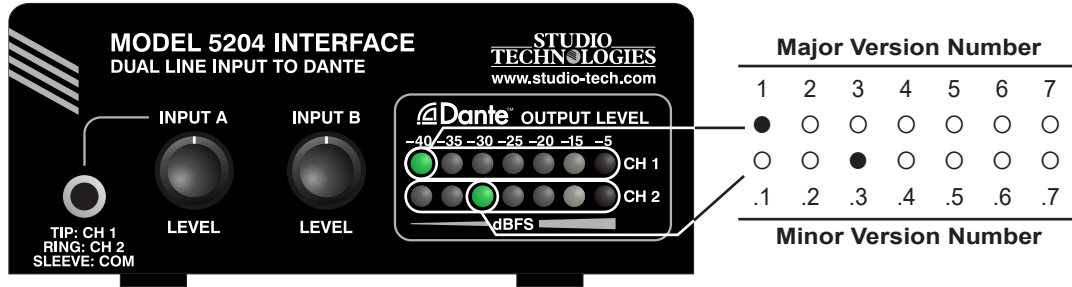 MODEL 5204 INTERFACE
DUAL LINE INPUT TO DANTE
STUDIO
TECHNOLOGIES
www.studio-tech.com
INPUT A
INPUT B
Dante™ OUTPUT LEVEL
–40 –35 –30 –25 –20 –15 –5
CH 1
CH 2
dBFS
LEVEL
LEVEL
TIP: CH 1
RING: CH 2
SLEEVE: COM
Major Version Number
1 2 3 4 5 6 7
.1 .2 .3 .4 .5 .6 .7
Minor Version Number